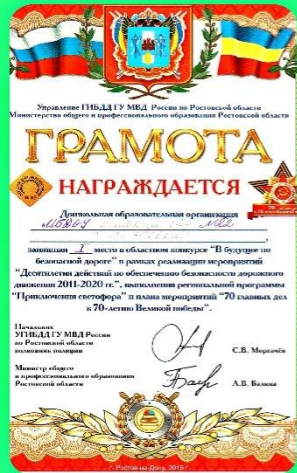 Управление ГИБДД ГУ МВД России по Ростовской области
Министерство общего и профессионального образования Ростовской области
ГРАМОТА
НАГРАЖДАЕТСЯ
Дошкольная образовательная организация
МБДОУ №22
занявшая I место в областном конкурсе "В будущее по
безопасной дороге" в рамках реализации мероприятий
"Десятилетия действий по обеспечению безопасности дорожного
движения 2011-2020 гг.", выполнения региональной программы
"Приключения светофора" и плана мероприятий "70 главных дел
к 70-летию Великой победы".
Начальник
УГИБДД ГУ МВД России
по Ростовской области
полковник полиции
С.В. Моргачёв
Министр общего
и профессионального образования
Ростовской области
Л.В. Балина
г. Ростов-на-Дону, 2015 г.